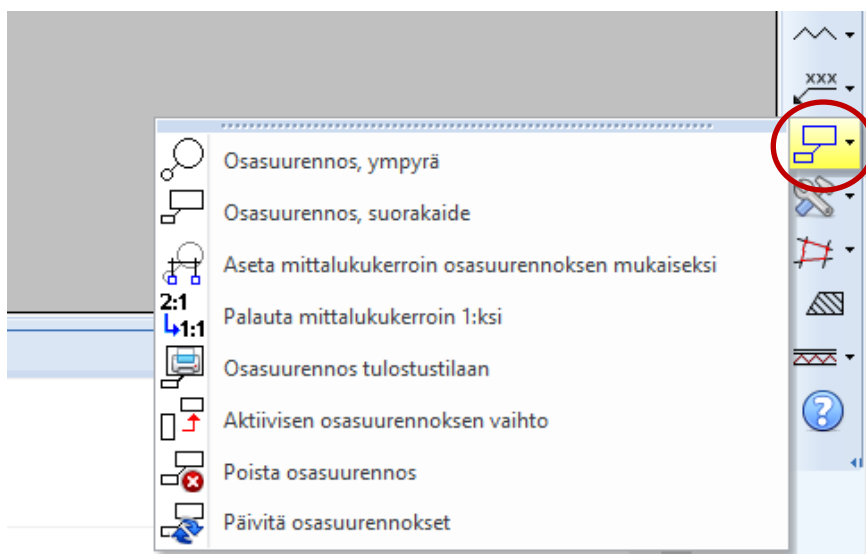 xxx
Osasuurennos, ympyrä
Osasuurennos, suorakaide
Aseta mittalukukerroin osasuurennoksen mukaiseksi
2:1
1:1
Palauta mittalukukerroin 1:ksi
Osasuurennos tulostustilaan
Aktiivisen osasuurennoksen vaihto
Poista osasuurennos
Päivitä osasuurennokset
?